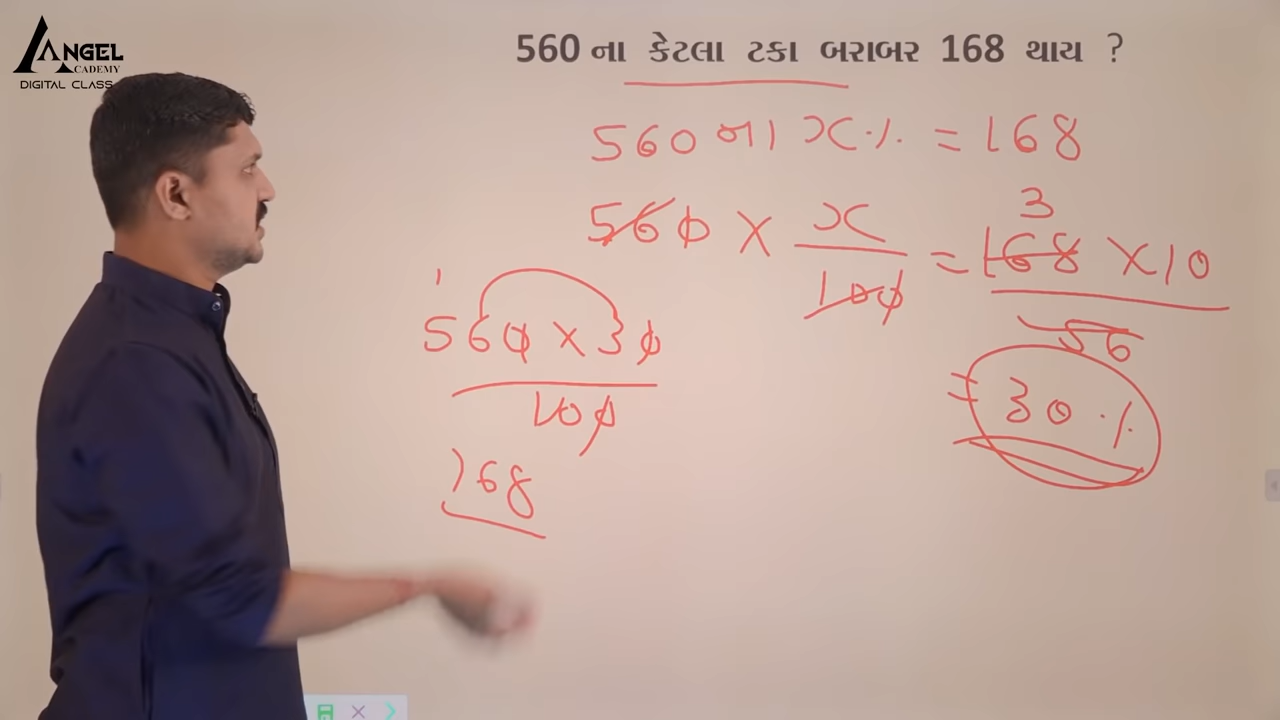 ANGEL
ACADEMY
DIGITAL CLASS
560 ના કેટલા ટકા બરાબર 168 થાય ?
560 ના x % = 168
560 × x/100 = 168 × 10/56
3
= 30 %
1
560 × 30
100
168